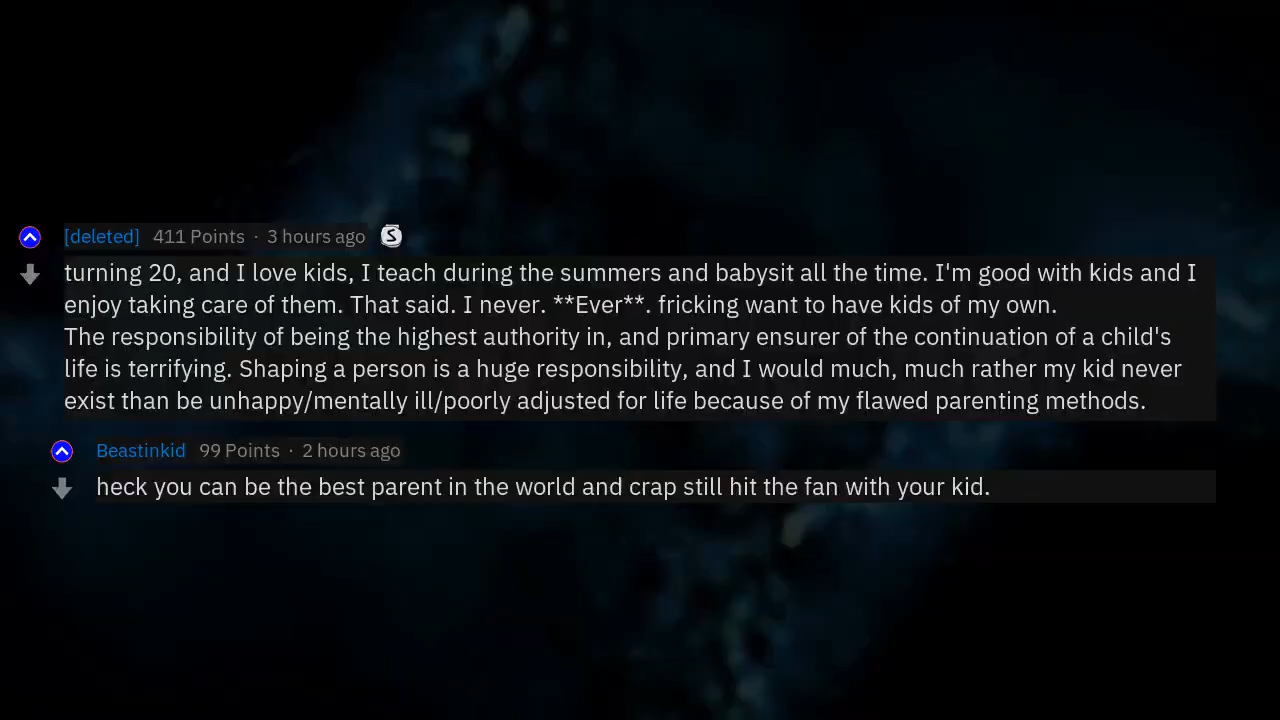 [deleted] 411 Points · 3 hours ago S
turning 20, and I love kids, I teach during the summers and babysit all the time. I'm good with kids and I
enjoy taking care of them. That said. I never. **Ever**. fricking want to have kids of my own.
The responsibility of being the highest authority in, and primary ensurer of the continuation of a child's
life is terrifying. Shaping a person is a huge responsibility, and I would much, much rather my kid never
exist than be unhappy/mentally ill/poorly adjusted for life because of my flawed parenting methods.
Beastinkid 99 Points · 2 hours ago
heck you can be the best parent in the world and crap still hit the fan with your kid.